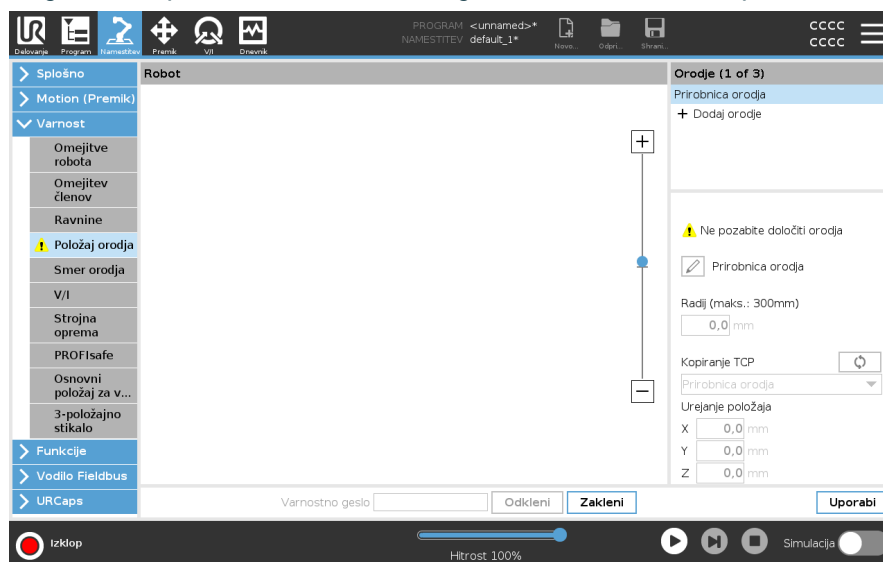 PROGRAM <unnamed>*
NAMESTITEV default_1*
CCCC
CCCC
Delovanje Program Namestitev Premik V/I Dnevnik Novo... Odpri... Shrani...
Splošno
Motion (Premik)
Varnost
Omejitve
robota
Omejitev
členov
Ravnine
Položaj orodja
Smer orodja
V/I
Strojna
oprema
PROFIsafe
Osnovni
položaj za v...
3-položajno
stikalo
Funkcije
Vodilo Fieldbus
URCaps
Robot
Orodje (1 of 3)
Prirobnica orodja
+ Dodaj orodje
Ne pozabite določiti orodja
Prirobnica orodja
Radij (maks.: 300mm)
0,0 mm
Kopiranje TCP
Prirobnica orodja
Urejanje položaja
X 0,0 mm
Y 0,0 mm
Z 0,0 mm
Varnostno geslo Odkleni Zakleni Uporabi
Izklop
Hitrost 100%
Simulacija